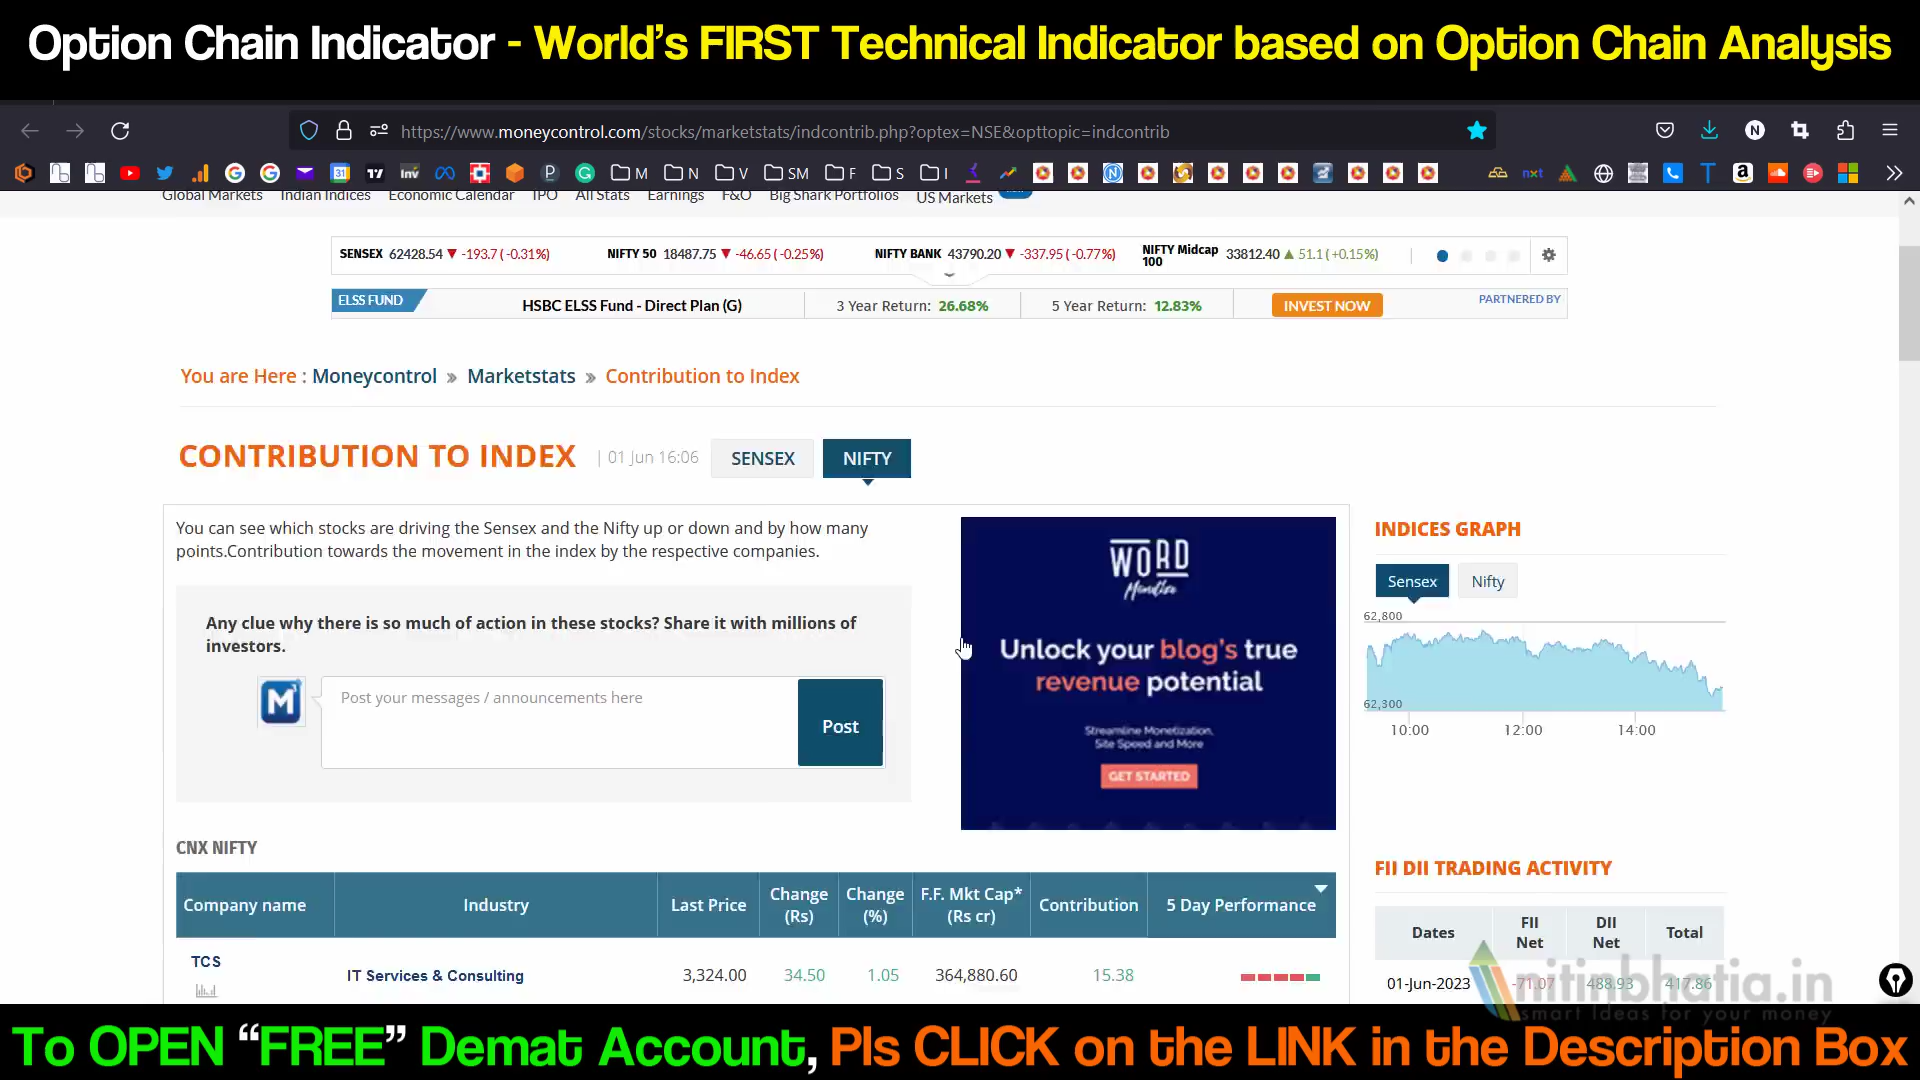 Option Chain Indicator - World's FIRST Technical Indicator based on Option Chain Analysis
https://www.moneycontrol.com/stocks/marketstats/indcontrib.php?optex=NSE&opttopic=indcontrib
M N V SM F S I
Global Markets Indian Indices Economic Calendar IPO All Stats Earnings F&O Big Shark Portfolios US Markets
SENSEX 62428.54 ▼ -193.7 (-0.31%) NIFTY 50 18487.75 ▼ -46.65 (-0.25%) NIFTY BANK 43790.20 ▼ -337.95 (-0.77%) NIFTY Midcap 100 33812.40 ▲ 51.1 (+0.15%)
ELSS FUND HSBC ELSS Fund - Direct Plan (G) 3 Year Return: 26.68% 5 Year Return: 12.83% INVEST NOW PARTNERED BY
You are Here : Moneycontrol » Marketstats » Contribution to Index
CONTRIBUTION TO INDEX | 01 Jun 16:06 SENSEX NIFTY
You can see which stocks are driving the Sensex and the Nifty up or down and by how many
points.Contribution towards the movement in the index by the respective companies.
Any clue why there is so much of action in these stocks? Share it with millions of
investors.
M
Post your messages / announcements here
Post
WORD
Monetize
Unlock your blog's true
revenue potential
Streamline Monetization,
Site Speed and More
GET STARTED
INDICES GRAPH
Sensex Nifty
62,800
62,300
10:00 12:00 14:00
CNX NIFTY
Company name Industry Last Price Change (Rs) Change (%) F.F. Mkt Cap* (Rs cr) Contribution 5 Day Performance
TCS IT Services & Consulting 3,324.00 34.50 1.05 364,880.60 15.38
FII DII TRADING ACTIVITY
Dates FII Net DII Net Total
01-Jun-2023 -71.07 488.93 417.86
nitinbhatia.in
smart ideas for your money
To OPEN "FREE" Demat Account, Pls CLICK on the LINK in the Description Box